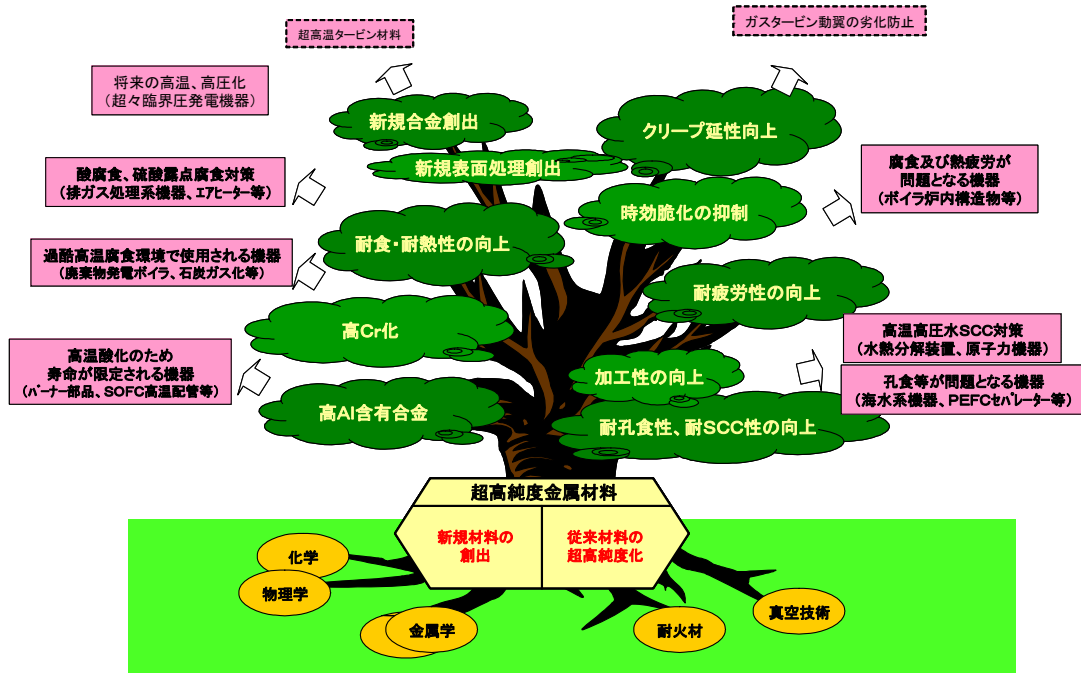 超高温タービン材料
ガスタービン動翼の劣化防止
将来の高温、高圧化
（超々臨界圧発電機器）
新規合金創出
クリープ延性向上
新規表面処理創出
酸腐食、硫酸露点腐食対策
（排ガス処理系機器、エアヒーター等）
腐食及び熱疲労が
問題となる機器
（ボイラ炉内構造物等）
時効脆化の抑制
耐食・耐熱性の向上
過酷高温腐食環境で使用される機器
（廃棄物発電ボイラ、石炭ガス化等）
耐疲労性の向上
高Cr化
高温高圧水SCC対策
（水熱分解装置、原子力機器）
高温酸化のため
寿命が限定される機器
（バーナー部品、SOFC高温配管等）
加工性の向上
孔食等が問題となる機器
（海水系機器、PEFCセパレーター等）
高Al含有合金
耐孔食性、耐SCC性の向上
超高純度金属材料
新規材料の
創出
従来材料の
超高純度化
化学
物理学
金属学
耐火材
真空技術